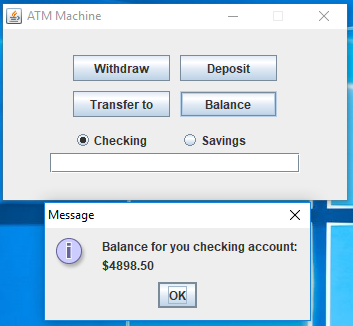 ATM Machine
Withdraw Deposit
Transfer to Balance
Checking Savings
Message
Balance for you checking account:
$4898.50
OK